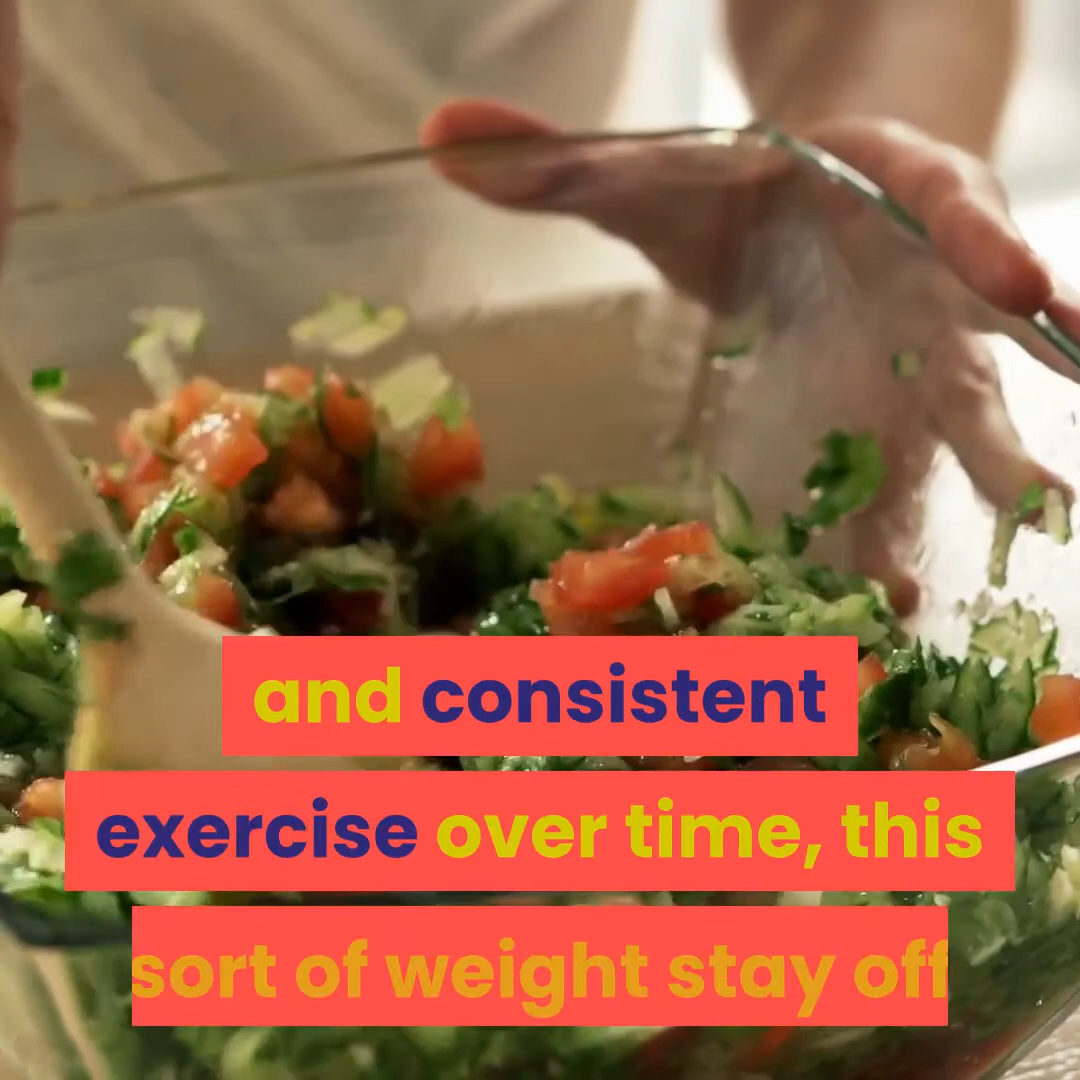 and consistent
exercise over time, this
sort of weight stay off